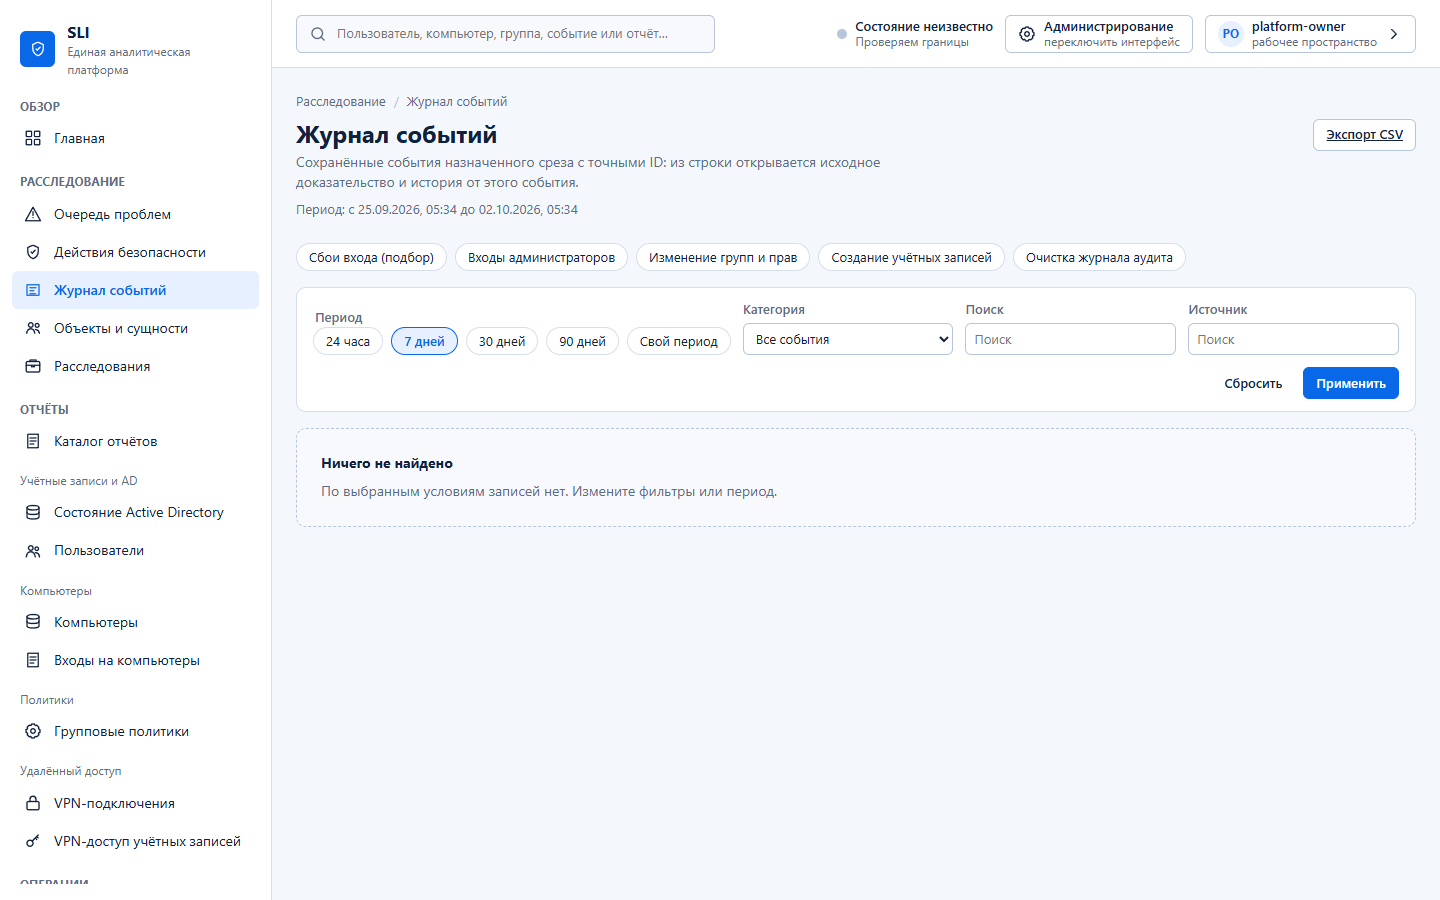 SLI
Единая аналитическая
платформа
ОБЗОР
Главная
РАССЛЕДОВАНИЕ
Очередь проблем
Действия безопасности
Журнал событий
Объекты и сущности
Расследования
ОТЧЁТЫ
Каталог отчётов
Учётные записи и AD
Состояние Active Directory
Пользователи
Компьютеры
Компьютеры
Входы на компьютеры
Политики
Групповые политики
Удалённый доступ
VPN-подключения
VPN-доступ учётных записей
ОПЕРАЦИИ
Пользователь, компьютер, группа, событие или отчёт...
Состояние неизвестно
Проверяем границы
Администрирование
переключить интерфейс
PO
platform-owner
рабочее пространство
Расследование / Журнал событий
Журнал событий
Экспорт CSV
Сохранённые события назначенного среза с точными ID: из строки открывается исходное
доказательство и история от этого события.
Период: с 25.09.2026, 05:34 до 02.10.2026, 05:34
Сбои входа (подбор) Входы администраторов Изменение групп и прав Создание учётных записей Очистка журнала аудита
Период
24 часа 7 дней 30 дней 90 дней Свой период
Категория
Все события
Поиск
Поиск
Источник
Поиск
Сбросить Применить
Ничего не найдено
По выбранным условиям записей нет. Измените фильтры или период.